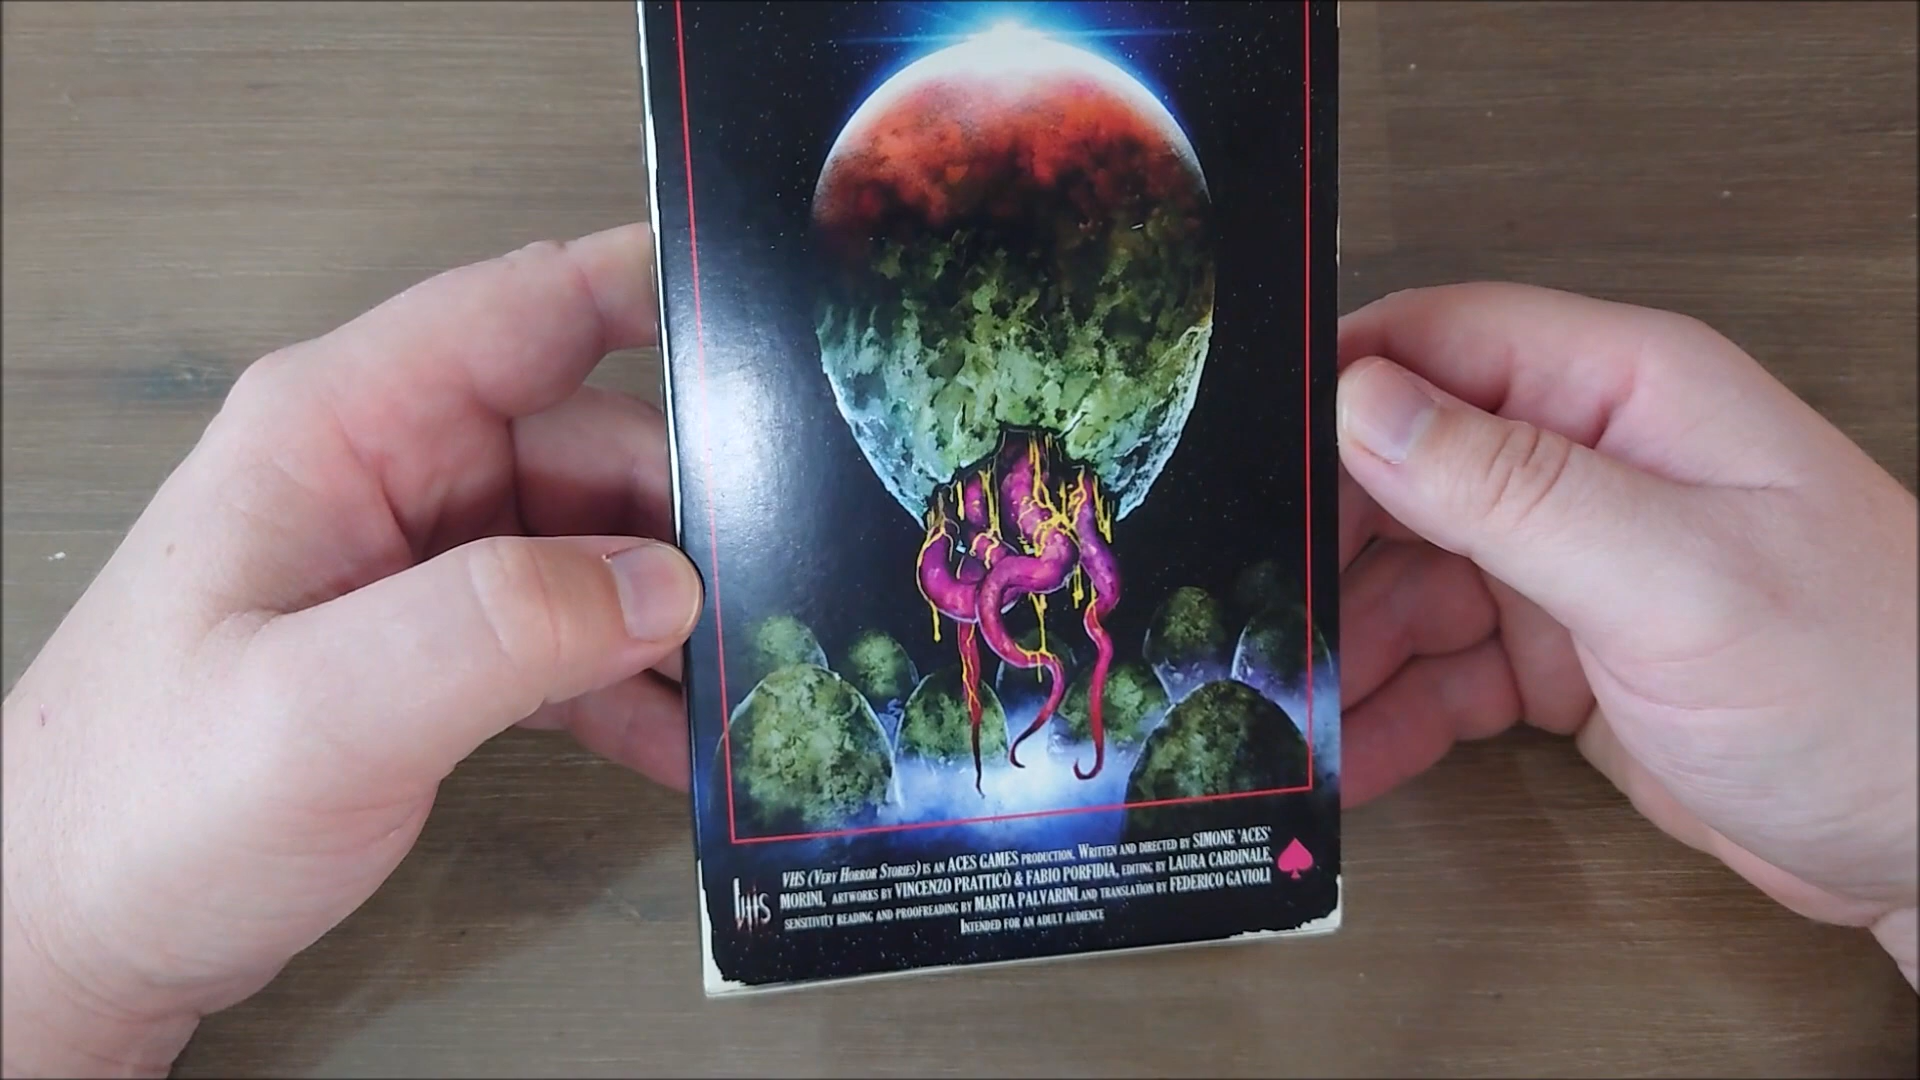 VHS (VERY HORROR STORIES) IS AN ACES GAMES PRODUCTION. WRITTEN AND DIRECTED BY SIMONE 'ACES'
MORINI, ARTWORKS BY VINCENZO PRATTICÒ & FABIO PORFIDIA, EDITING BY LAURA CARDINALE,
SENSITIVITY READING AND PROOFREADING BY MARTA PALVARINI AND TRANSLATION BY FEDERICO GAVIOLI
INTENDED FOR AN ADULT AUDIENCE
VHS